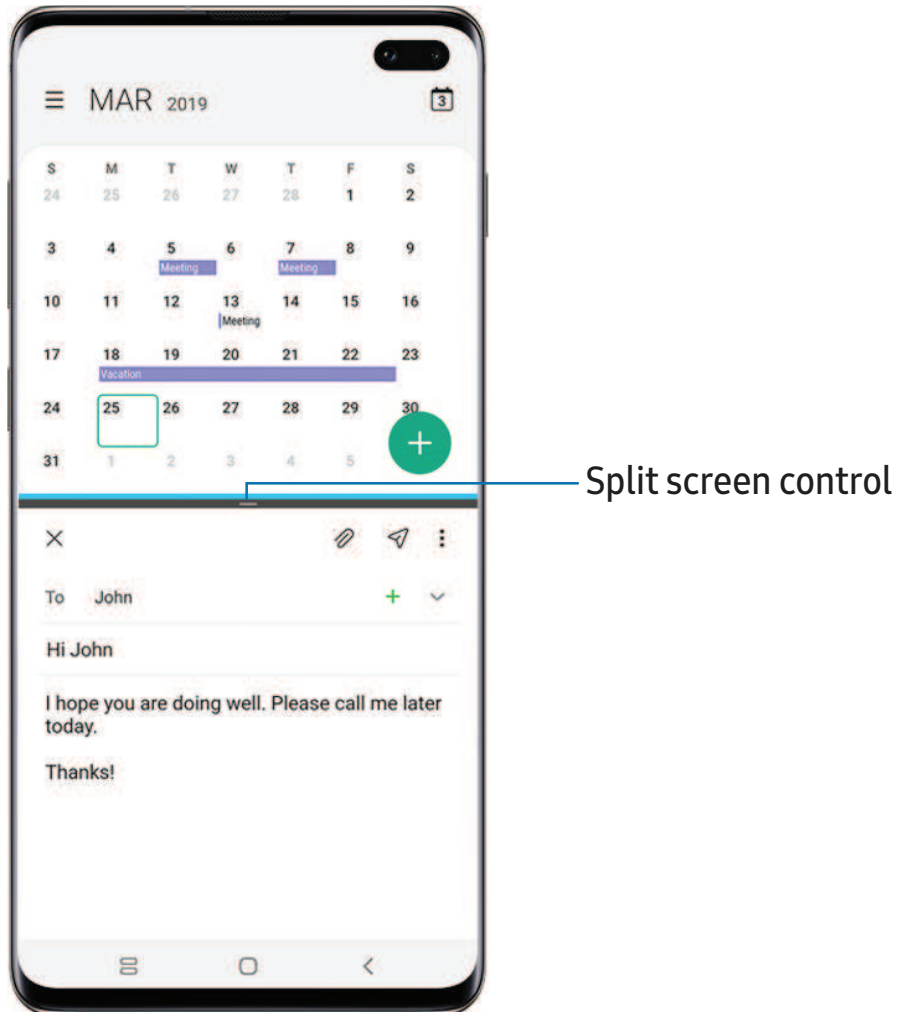 MAR 2019
3
S M T W T F S
24 25 26 27 28 1 2
3 4 5 6 7 8 9
Meeting Meeting
10 11 12 13 14 15 16
Meeting
17 18 19 20 21 22 23
Vacation
24 25 26 27 28 29 30
+
31 1 2 3 4 5
Split screen control
To John
Hi John
I hope you are doing well. Please call me later
today.
Thanks!